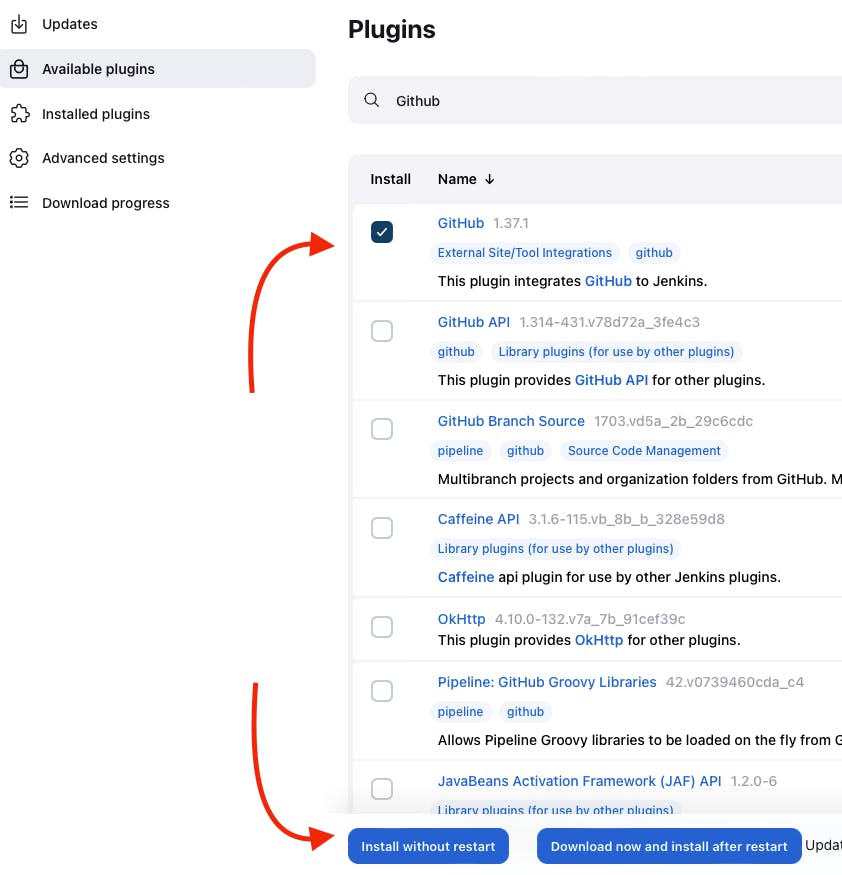 Updates
Available plugins
Installed plugins
Advanced settings
Download progress
Plugins
Github
Install Name ↓
GitHub 1.37.1
External Site/Tool Integrations github
This plugin integrates GitHub to Jenkins.
GitHub API 1.314-431.v78d72a_3fe4c3
github Library plugins (for use by other plugins)
This plugin provides GitHub API for other plugins.
GitHub Branch Source 1703.vd5a_2b_29c6cdc
pipeline github Source Code Management
Multibranch projects and organization folders from GitHub. M
Caffeine API 3.1.6-115.vb_8b_b_328e59d8
Library plugins (for use by other plugins)
Caffeine api plugin for use by other Jenkins plugins.
OkHttp 4.10.0-132.v7a_7b_91cef39c
This plugin provides OkHttp for other plugins.
Pipeline: GitHub Groovy Libraries 42.v0739460cda_c4
pipeline github
Allows Pipeline Groovy libraries to be loaded on the fly from G
JavaBeans Activation Framework (JAF) API 1.2.0-6
Library plugins (for use by other plugins)
Install without restart Download now and install after restart Updat